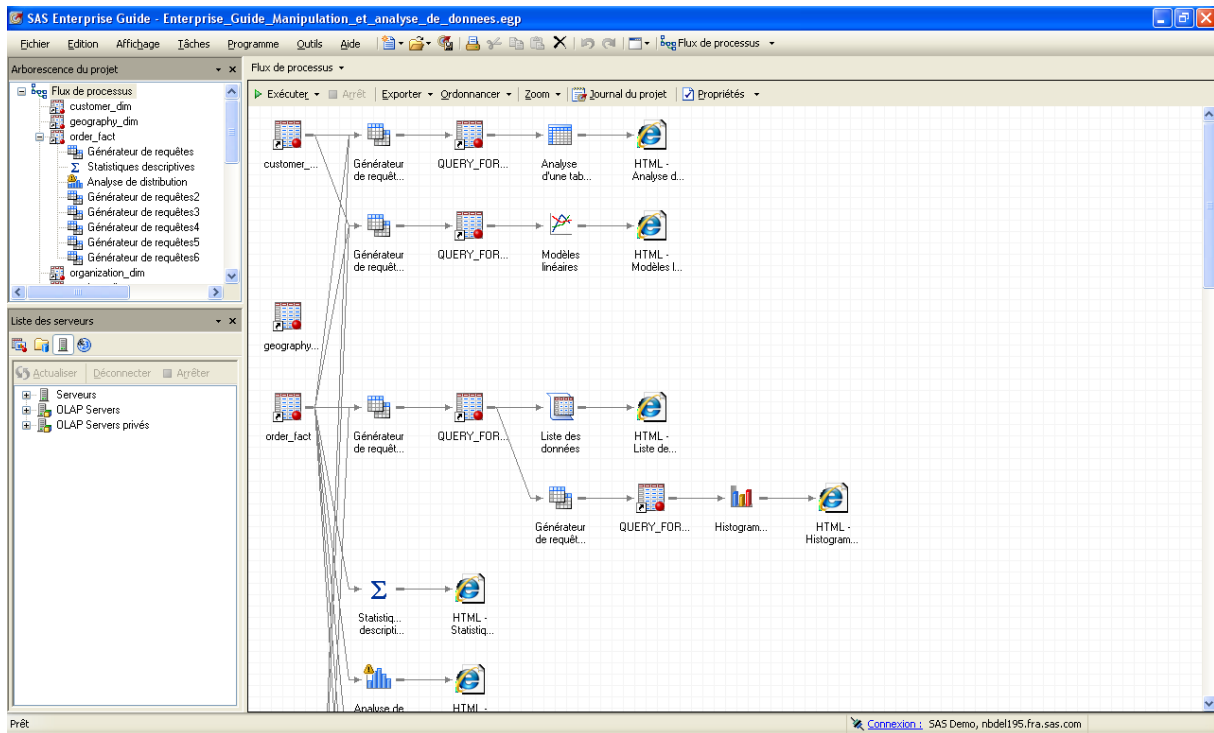 SAS Enterprise Guide - Enterprise_Guide_Manipulation_et_analyse_de_donnees.egp
Fichier Edition Affichage Tâches Programme Outils Aide Flux de processus
Arborescence du projet
Flux de processus
customer_dim
geography_dim
order_fact
Générateur de requêtes
Statistiques descriptives
Analyse de distribution
Générateur de requêtes2
Générateur de requêtes3
Générateur de requêtes4
Générateur de requêtes5
Générateur de requêtes6
organization_dim
Liste des serveurs
Actualiser Déconnecter Arrêter
Serveurs
OLAP Servers
OLAP Servers privés
Flux de processus
Exécuter Arrêt Exporter Ordonnancer Zoom Journal du projet Propriétés
customer_... Générateur de requêt... QUERY_FOR... Analyse d'une tab... HTML - Analyse d...
Générateur de requêt... QUERY_FOR... Modèles linéaires HTML - Modèles l...
geography...
order_fact Générateur de requêt... QUERY_FOR... Liste des données HTML - Liste de...
Générateur de requêt... QUERY_FOR... Histogram... HTML - Histogram...
Statistiq... descripti... HTML - Statistiq...
Analyse de HTML -
Prêt
Connexion : SAS Demo, nbdel195.fra.sas.com